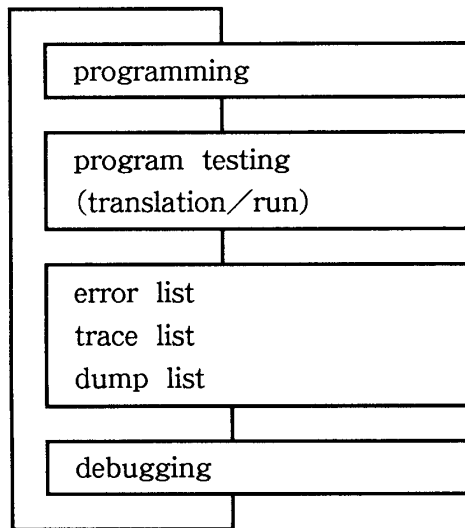 programming
program testing
(translation／run)
error list
trace list
dump list
debugging